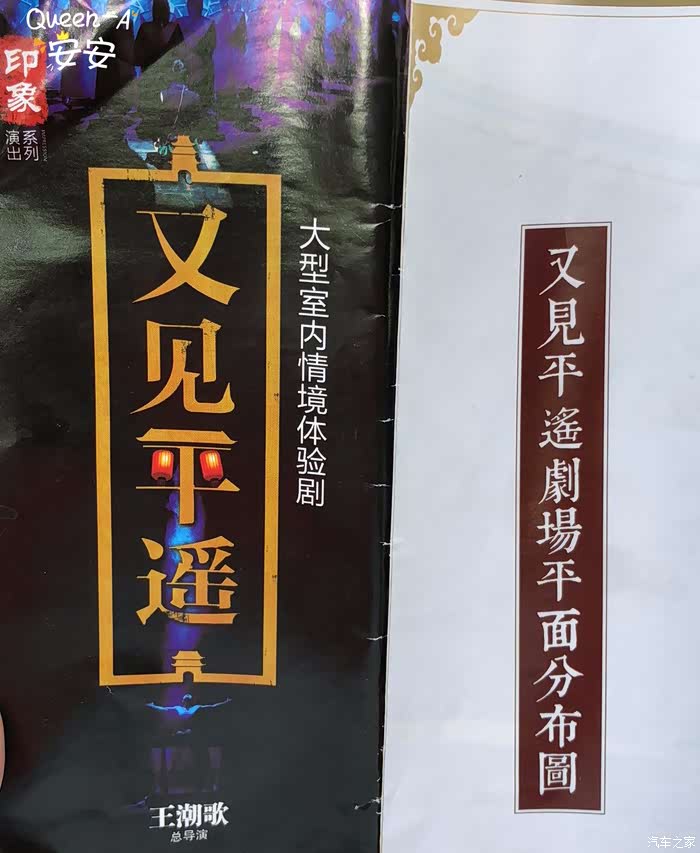 Queen-A
安安
印象
系列
演出
又见平遥
大型室内情境体验剧
王潮歌
总导演
又見平遥劇場平面分布圖
汽车之家